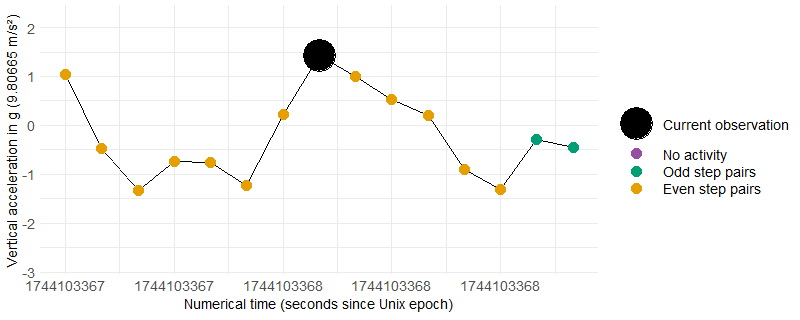 Vertical acceleration in g (9.80665 m/s²)
2
1
0
-1
-2
-3
1744103367 1744103367 1744103368 1744103368 1744103368
Numerical time (seconds since Unix epoch)
Current observation
No activity
Odd step pairs
Even step pairs